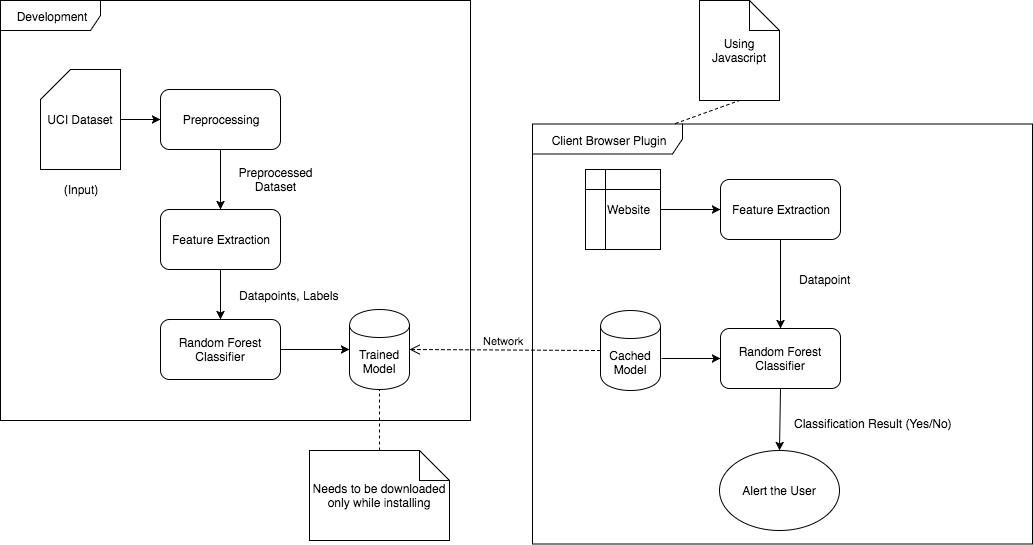 Development
UCI Dataset
(Input)
Preprocessing
Preprocessed
Dataset
Feature Extraction
Datapoints, Labels
Random Forest
Classifier
Trained
Model
Needs to be downloaded
only while installing
Network
Using
Javascript
Client Browser Plugin
Website
Feature Extraction
Datapoint
Cached
Model
Random Forest
Classifier
Classification Result (Yes/No)
Alert the User